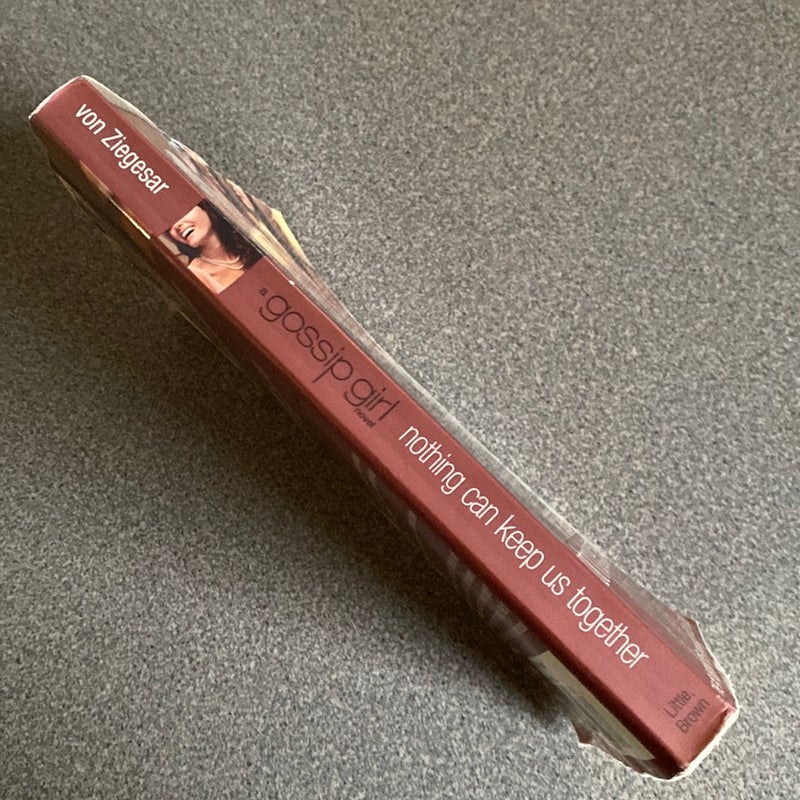 von Ziegesar
a
gossip girl
novel
nothing can keep us together
Little,
Brown